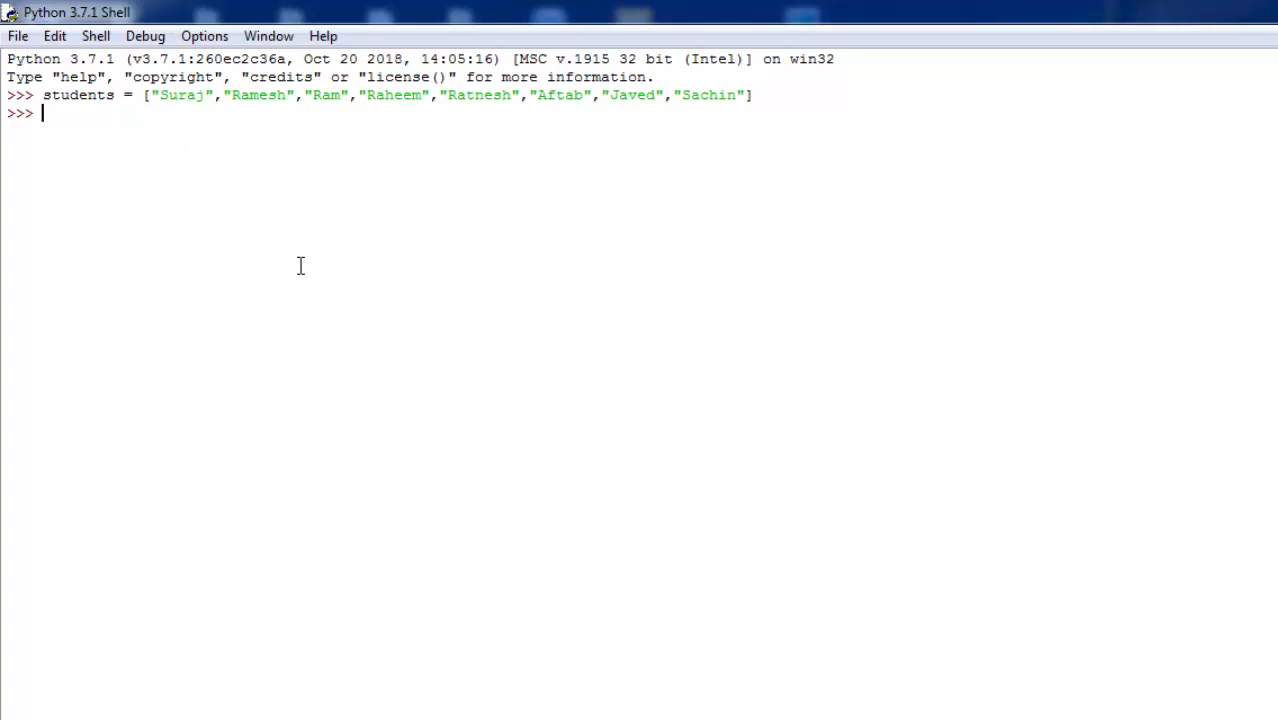 Python 3.7.1 Shell
File Edit Shell Debug Options Window Help
Python 3.7.1 (v3.7.1:260ec2c36a, Oct 20 2018, 14:05:16) [MSC v.1915 32 bit (Intel)] on win32
Type "help", "copyright", "credits" or "license()" for more information.
>>> students = ["Suraj","Ramesh","Ram","Raheem","Ratnesh","Aftab","Javed","Sachin"]
>>>